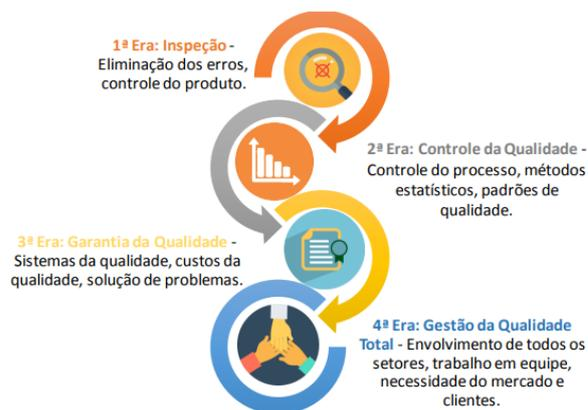 1ª Era: Inspeção -
Eliminação dos erros,
controle do produto.
2ª Era: Controle da Qualidade -
Controle do processo, métodos
estatísticos, padrões de
qualidade.
3ª Era: Garantia da Qualidade -
Sistemas da qualidade, custos da
qualidade, solução de problemas.
4ª Era: Gestão da Qualidade
Total - Envolvimento de todos os
setores, trabalho em equipe,
necessidade do mercado e
clientes.